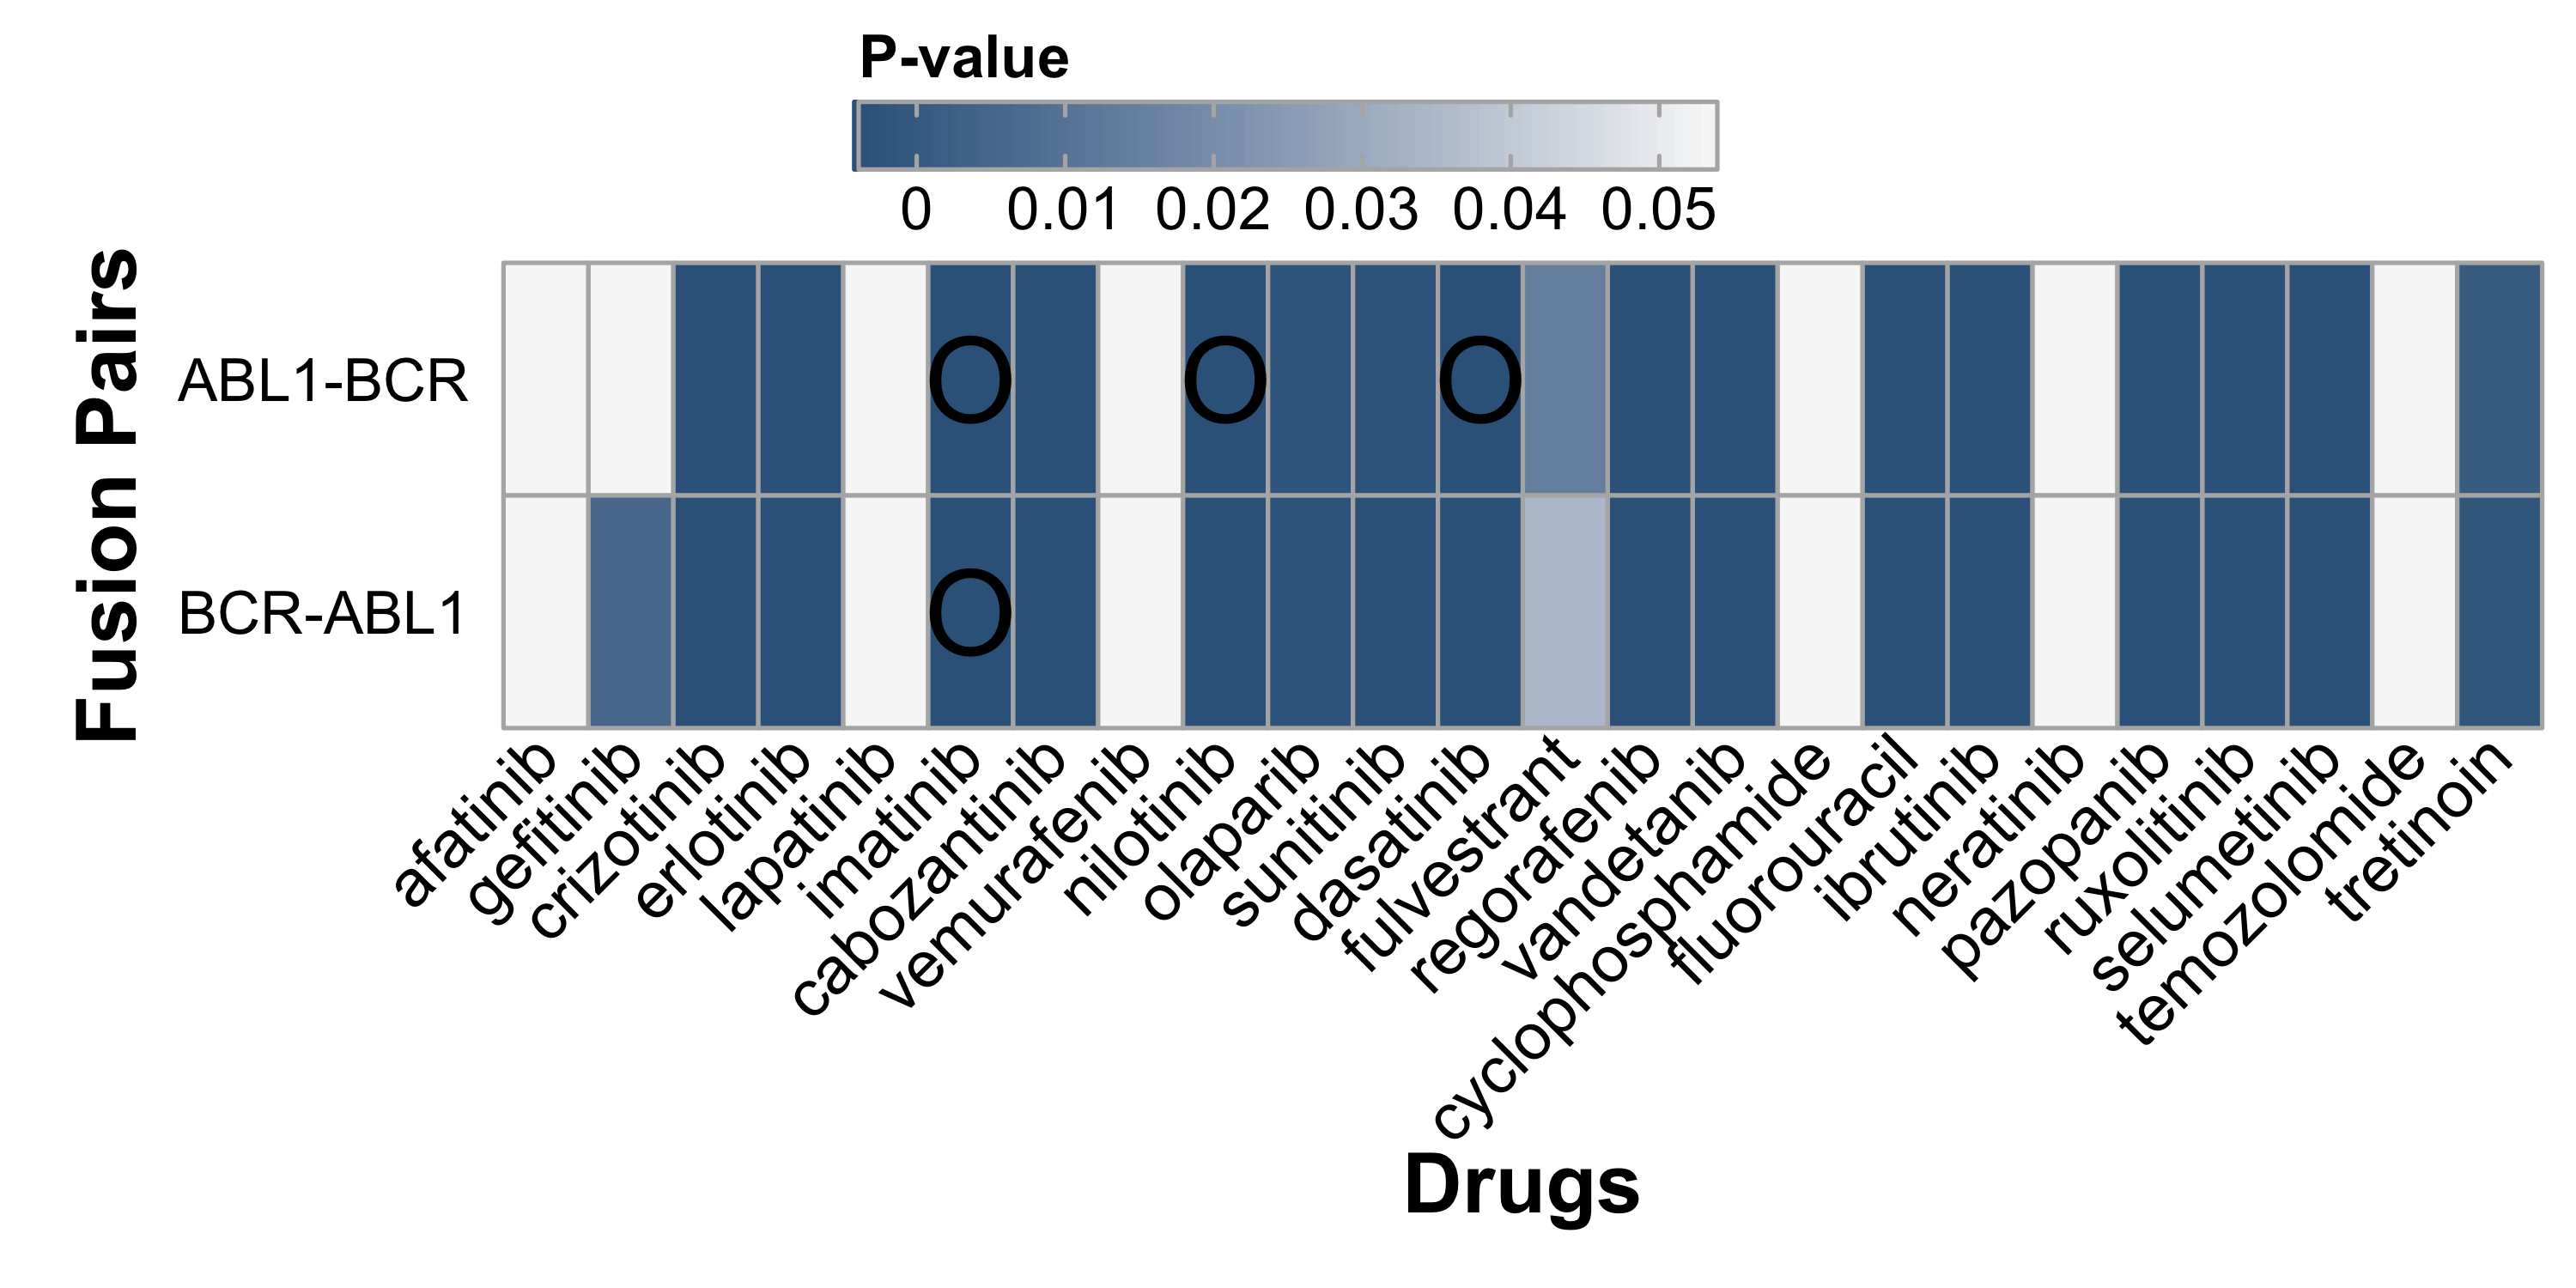 P-value
0 0.01 0.02 0.03 0.04 0.05
Fusion Pairs
ABL1-BCR O O O
BCR-ABL1 O
afatinib
gefitinib
crizotinib
erlotinib
lapatinib
imatinib
cabozantinib
vemurafenib
nilotinib
olaparib
sunitinib
dasatinib
fulvestrant
regorafenib
vandetanib
cyclophosphamide
fluorouracil
ibrutinib
neratinib
pazopanib
ruxolitinib
selumetinib
temozolomide
tretinoin
Drugs